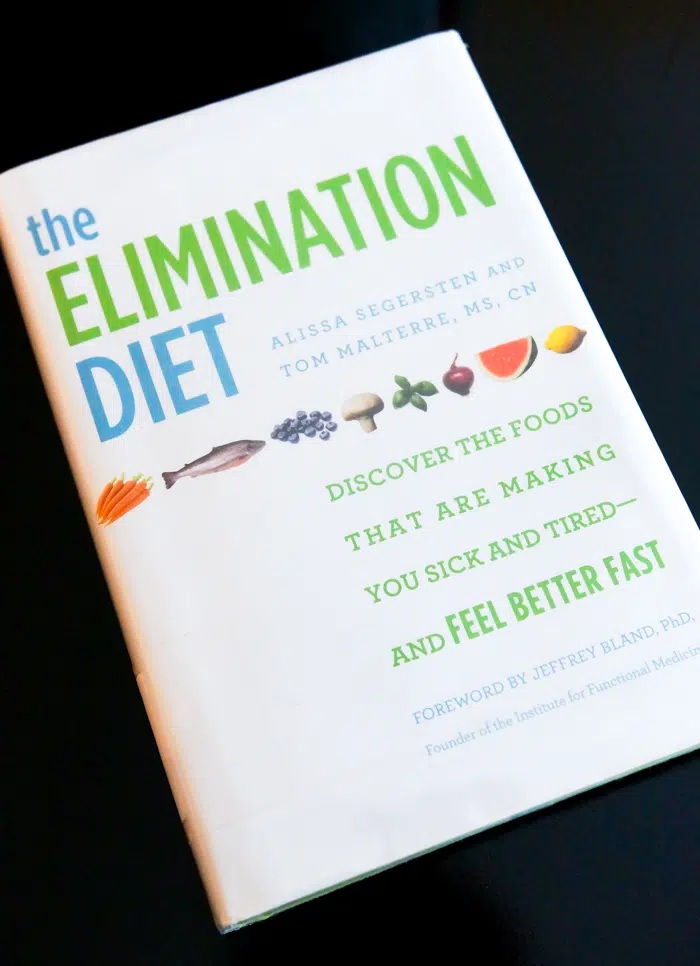 the
ELIMINATION
DIET
ALISSA SEGERSTEN AND
TOM MALTERRE, MS, CN
DISCOVER THE FOODS
THAT ARE MAKING
YOU SICK AND TIRED—
AND FEEL BETTER FAST
FOREWORD BY JEFFREY BLAND, PhD,
Founder of the Institute for Functional